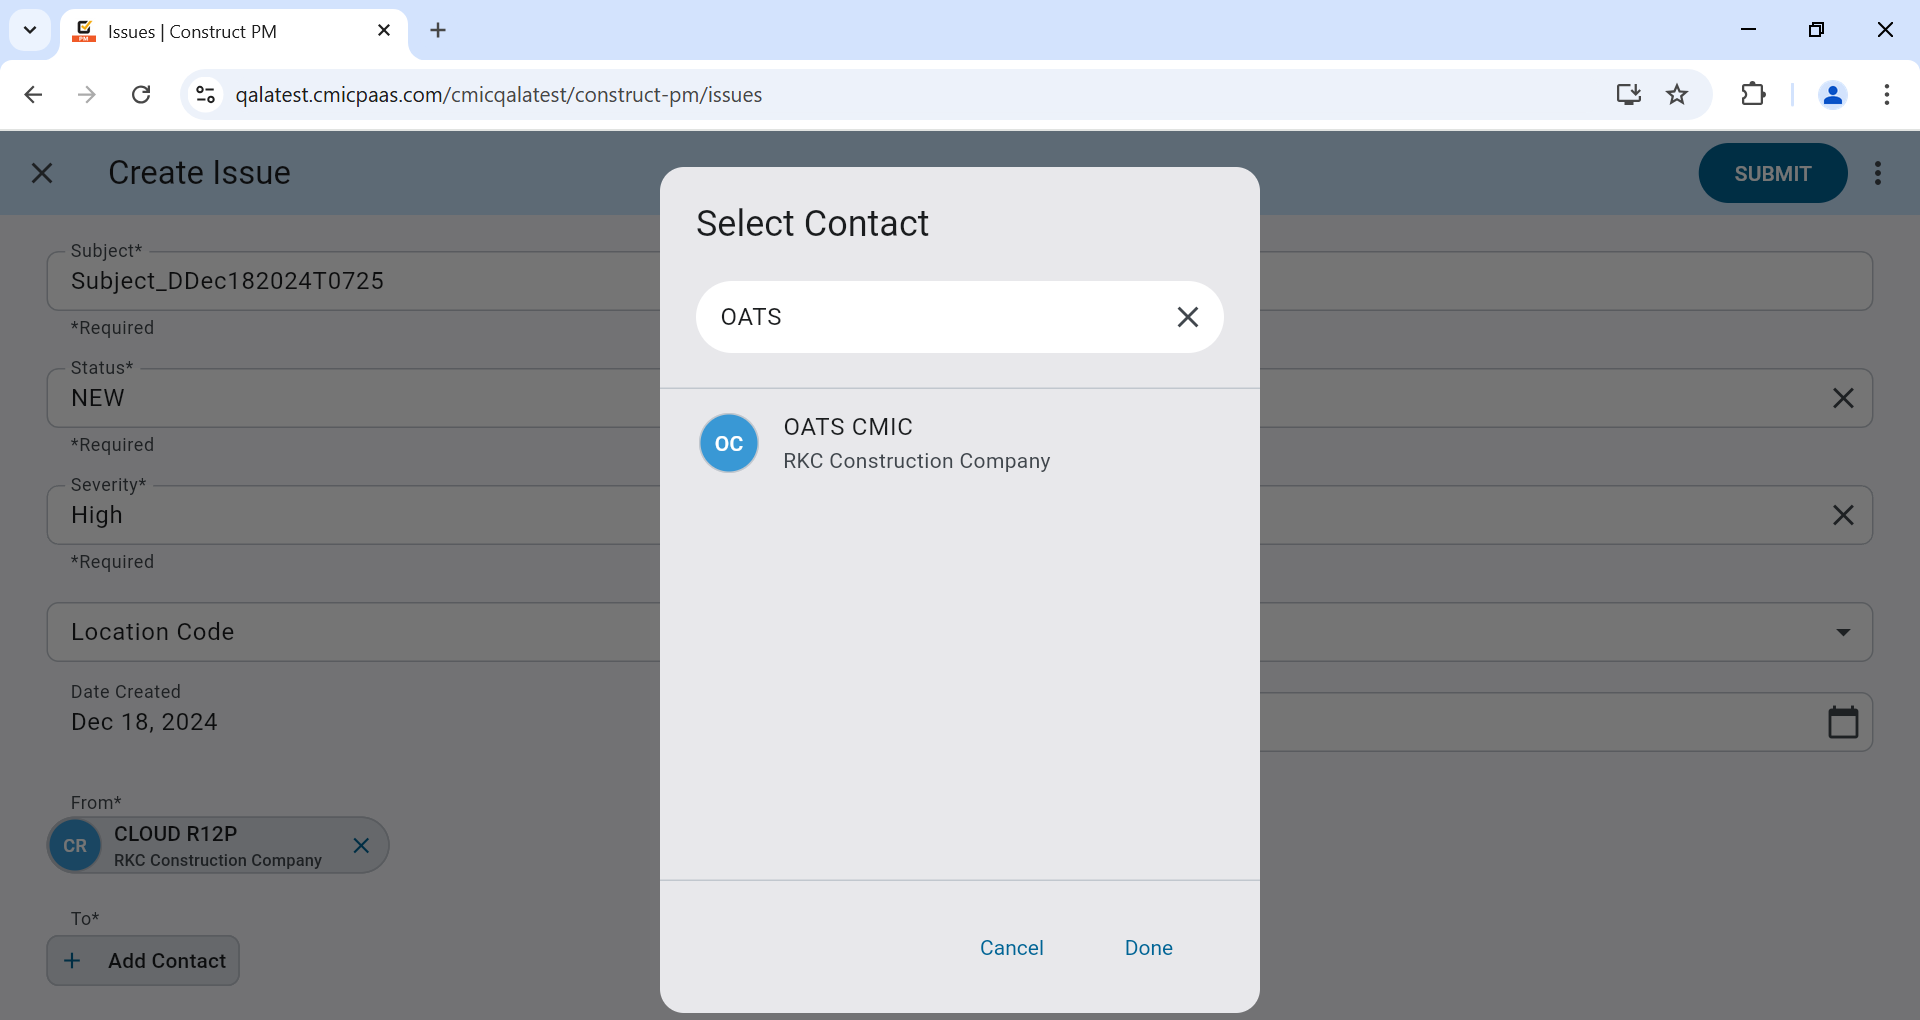 Issues | Construct PM
qalatest.cmicpaas.com/cmicqalatest/construct-pm/issues
Create Issue
SUBMIT
Subject*
Subject_DDec182024T0725
*Required
Status*
NEW
*Required
Severity*
High
*Required
Location Code
Date Created
Dec 18, 2024
From*
CR
CLOUD R12P
RKC Construction Company
To*
Add Contact
Select Contact
OATS
OC
OATS CMIC
RKC Construction Company
Cancel
Done